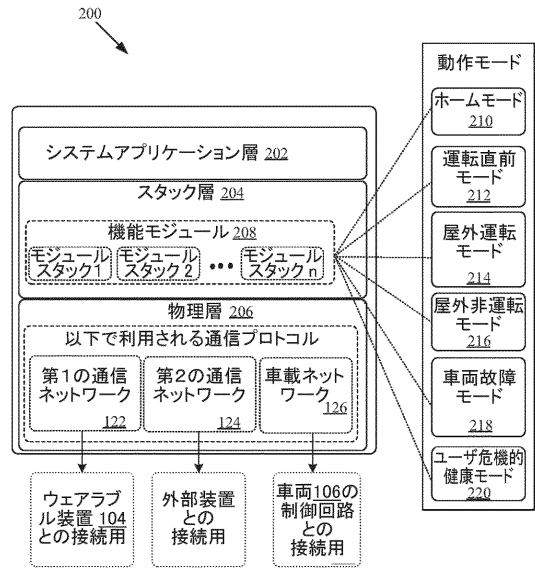 200
システムアプリケーション層 202
スタック層 204
機能モジュール 208
モジュール
スタック1
モジュール
スタック2
•••
モジュール
スタック n
物理層 206
以下で利用される通信プロトコル
第1の通信
ネットワーク
122
第2の通信
ネットワーク
124
車載ネット
ワーク
126
ウェアラブ
ル装置 104
との接続用
外部装置
との
接続用
車両106の
制御回路
との
接続用
動作モード
ホームモード
210
運転直前
モード
212
屋外運転
モード
214
屋外非運転
モード
216
車両故障
モード
218
ユーザ危機的
健康モード
220